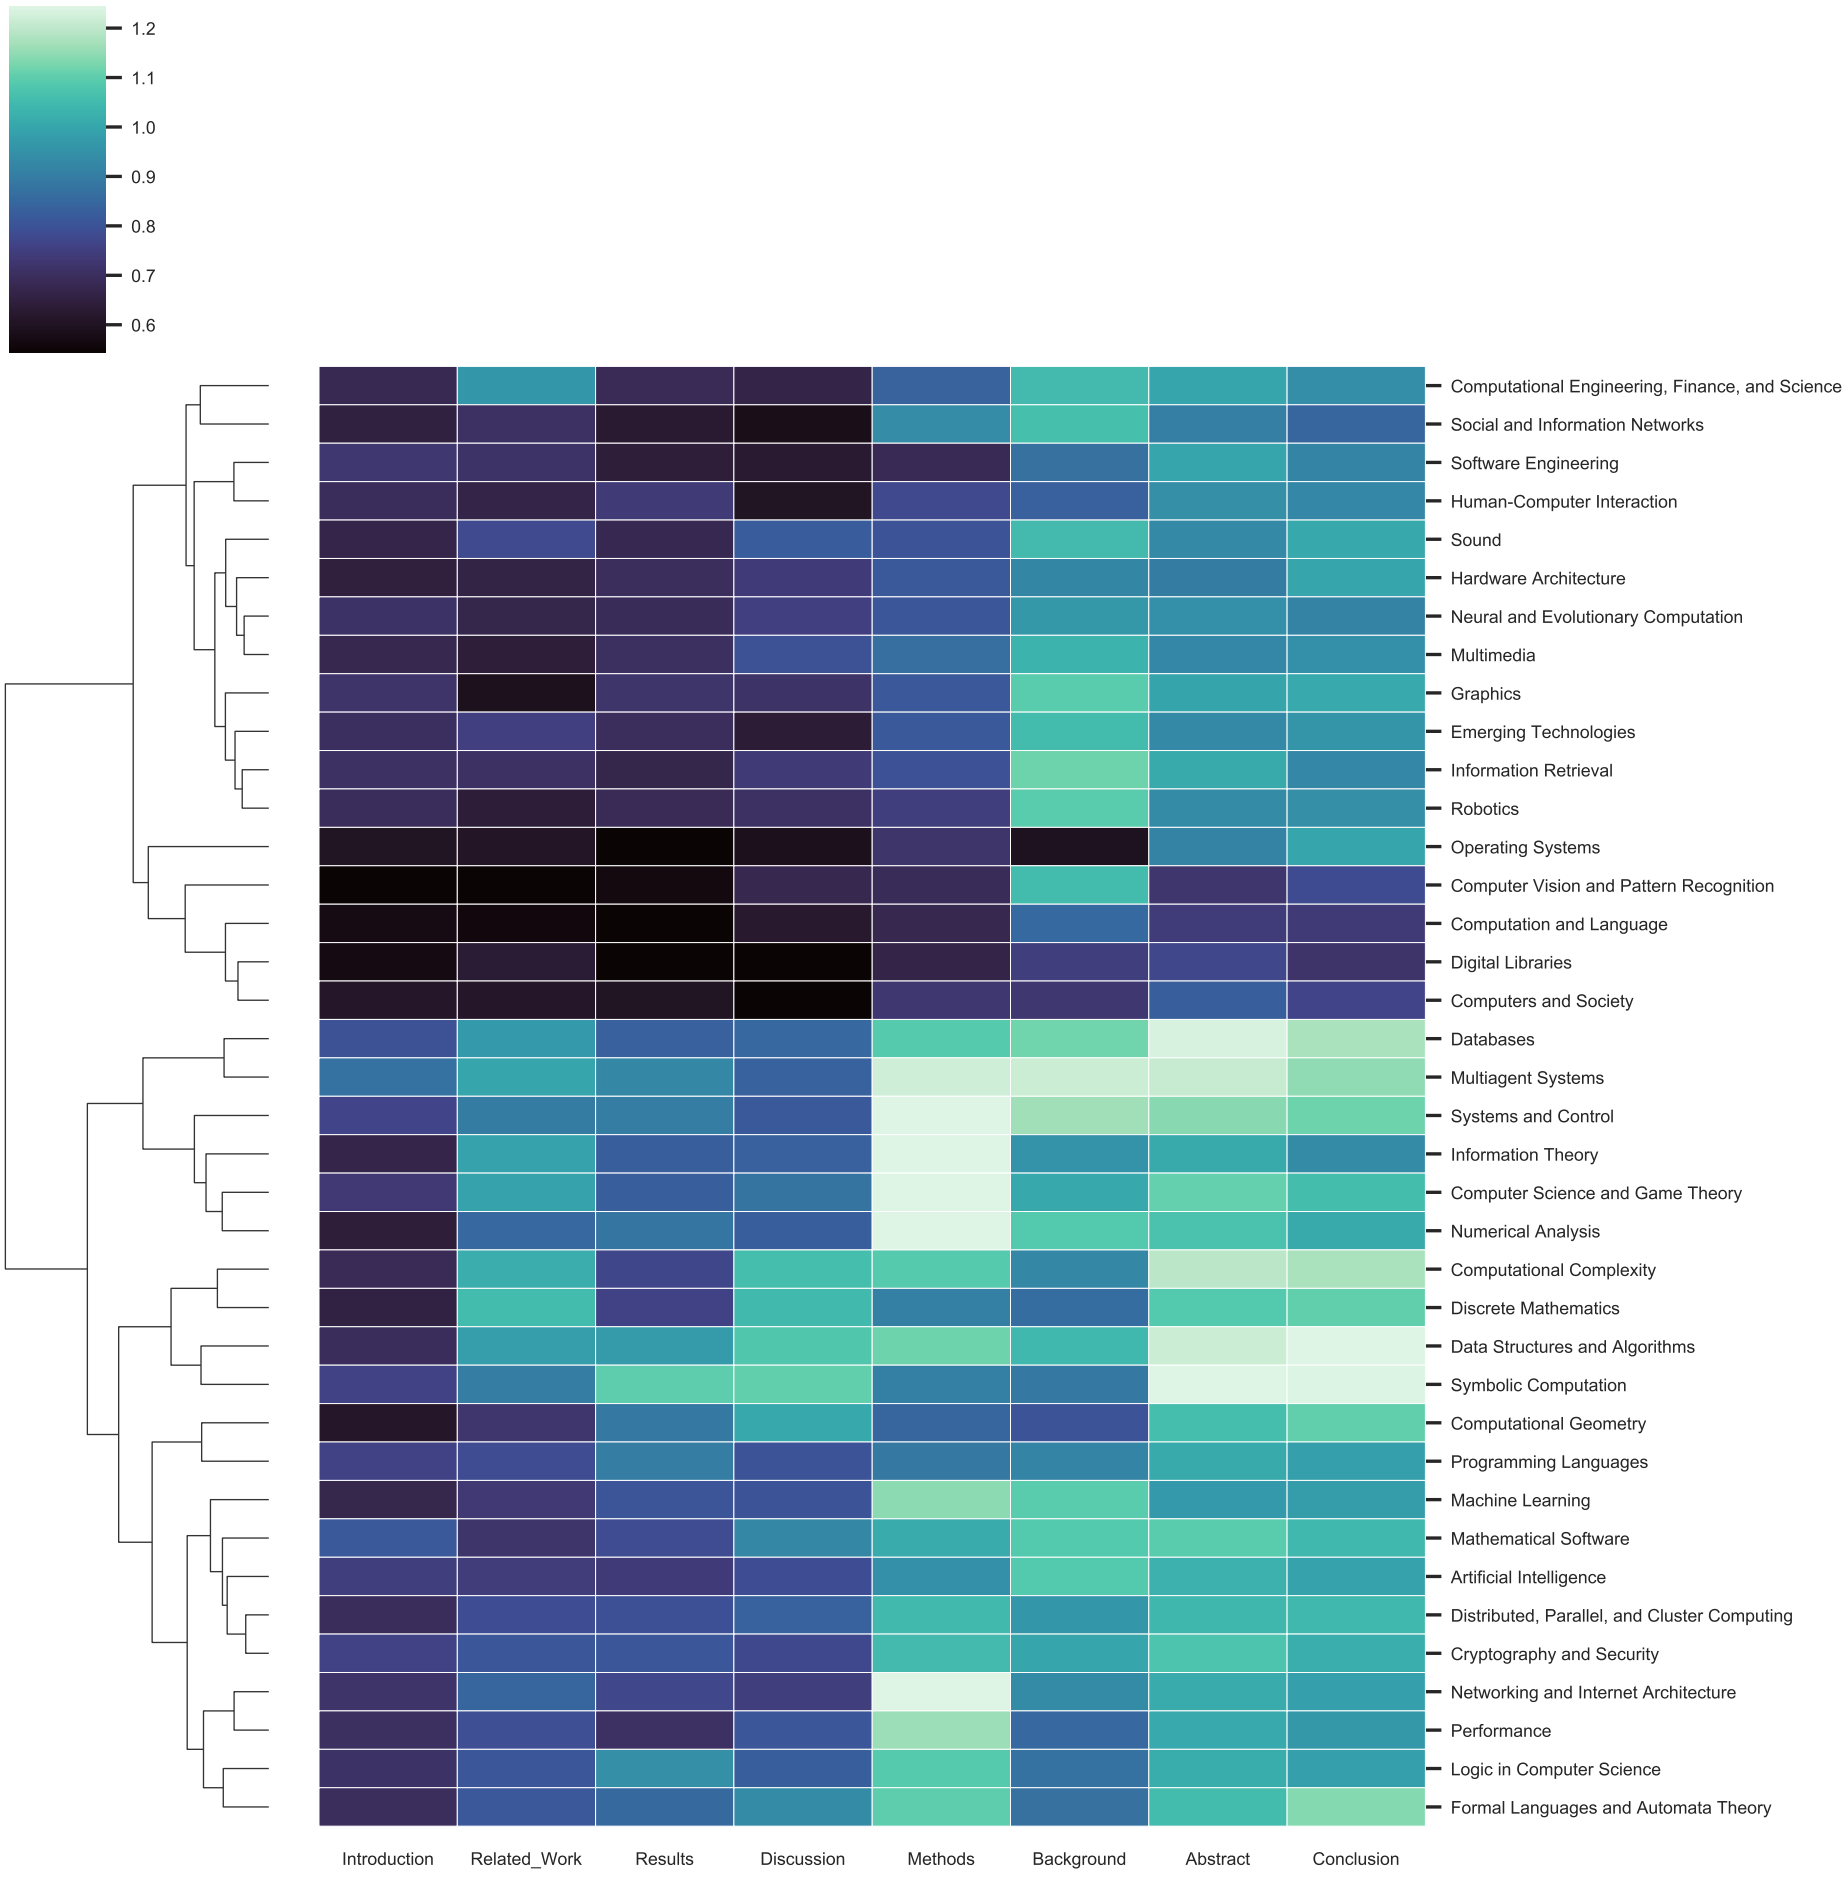 1.2
1.1
1.0
0.9
0.8
0.7
0.6
Computational Engineering, Finance, and Science
Social and Information Networks
Software Engineering
Human-Computer Interaction
Sound
Hardware Architecture
Neural and Evolutionary Computation
Multimedia
Graphics
Emerging Technologies
Information Retrieval
Robotics
Operating Systems
Computer Vision and Pattern Recognition
Computation and Language
Digital Libraries
Computers and Society
Databases
Multiagent Systems
Systems and Control
Information Theory
Computer Science and Game Theory
Numerical Analysis
Computational Complexity
Discrete Mathematics
Data Structures and Algorithms
Symbolic Computation
Computational Geometry
Programming Languages
Machine Learning
Mathematical Software
Artificial Intelligence
Distributed, Parallel, and Cluster Computing
Cryptography and Security
Networking and Internet Architecture
Performance
Logic in Computer Science
Formal Languages and Automata Theory
Introduction Related_Work Results Discussion Methods Background Abstract Conclusion